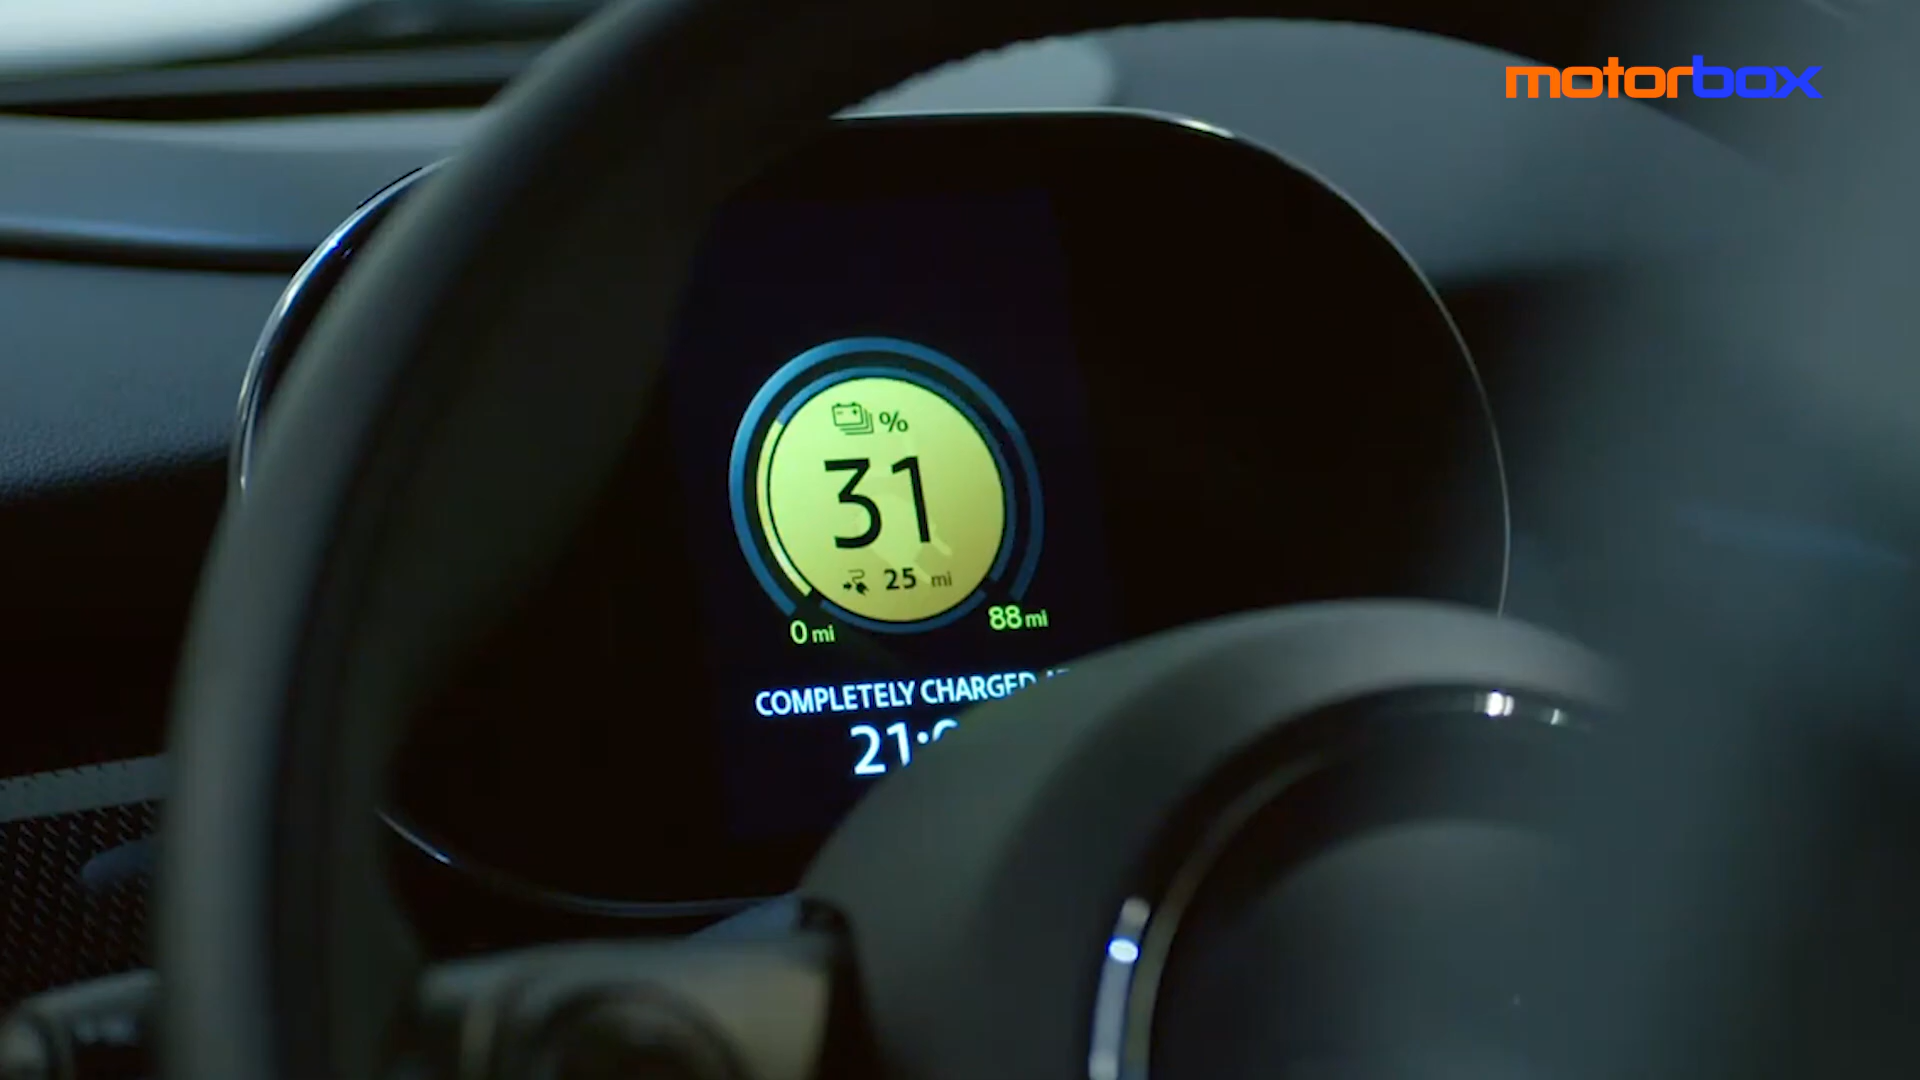 motorbox
%
31
25 mi
0 mi
88 mi
COMPLETELY CHARGED